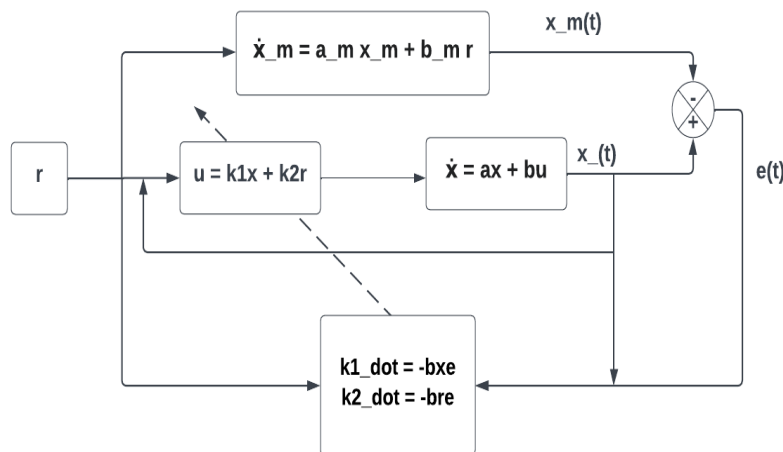 x_m(t)
ẋ_m = a_m x_m + b_m r
-
+
r
u = k1x + k2r
ẋ = ax + bu
x_(t)
e(t)
k1_dot = -bxe
k2_dot = -bre